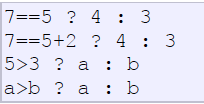 7==5 ? 4 : 3
7==5+2 ? 4 : 3
5>3 ? a : b
a>b ? a : b